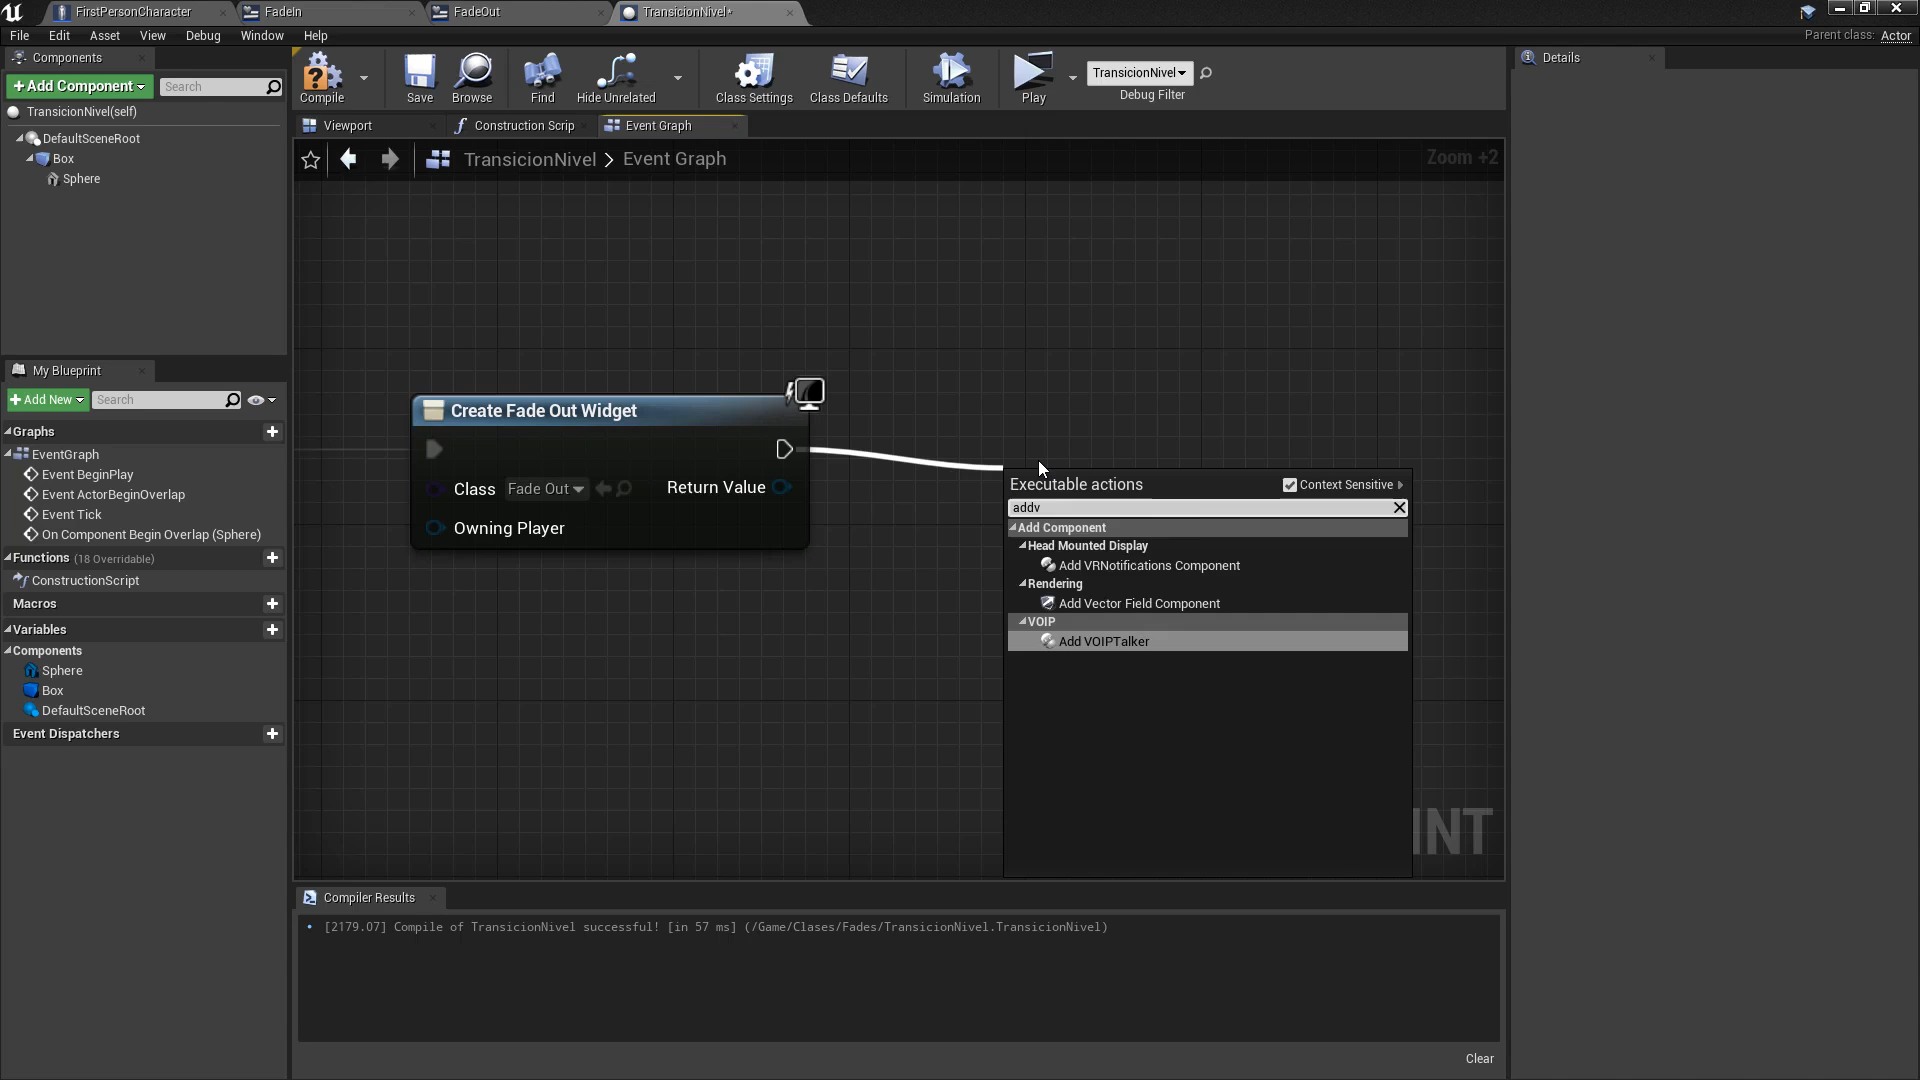 FirstPersonCharacter
FadeIn
FadeOut
TransicionNivel*
File Edit Asset View Debug Window Help
Parent class: Actor
Components
+Add Component
Search
TransicionNivel(self)
DefaultSceneRoot
Box
Sphere
Compile
Save
Browse
Find
Hide Unrelated
Class Settings
Class Defaults
Simulation
Play
TransicionNivel
Debug Filter
Details
Viewport
Construction Scrip
Event Graph
TransicionNivel > Event Graph
Zoom +2
My Blueprint
+Add New
Search
Graphs
EventGraph
Event BeginPlay
Event ActorBeginOverlap
Event Tick
On Component Begin Overlap (Sphere)
Functions (18 Overridable)
ConstructionScript
Macros
Variables
Components
Sphere
Box
DefaultSceneRoot
Event Dispatchers
Create Fade Out Widget
Class Fade Out
Return Value
Owning Player
Executable actions
Context Sensitive
addv
Add Component
Head Mounted Display
Add VRNotifications Component
Rendering
Add Vector Field Component
VOIP
Add VOIPTalker
INT
Compiler Results
• [2179.07] Compile of TransicionNivel successful! [in 57 ms] (/Game/Clases/Fades/TransicionNivel.TransicionNivel)
Clear